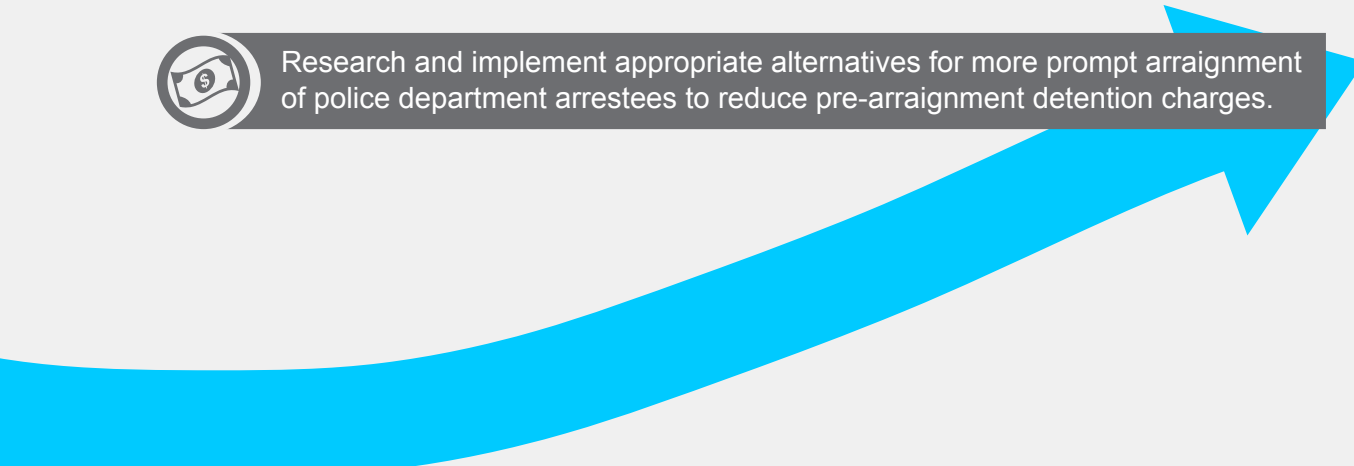 $
Research and implement appropriate alternatives for more prompt arraignment
of police department arrestees to reduce pre-arraignment detention charges.